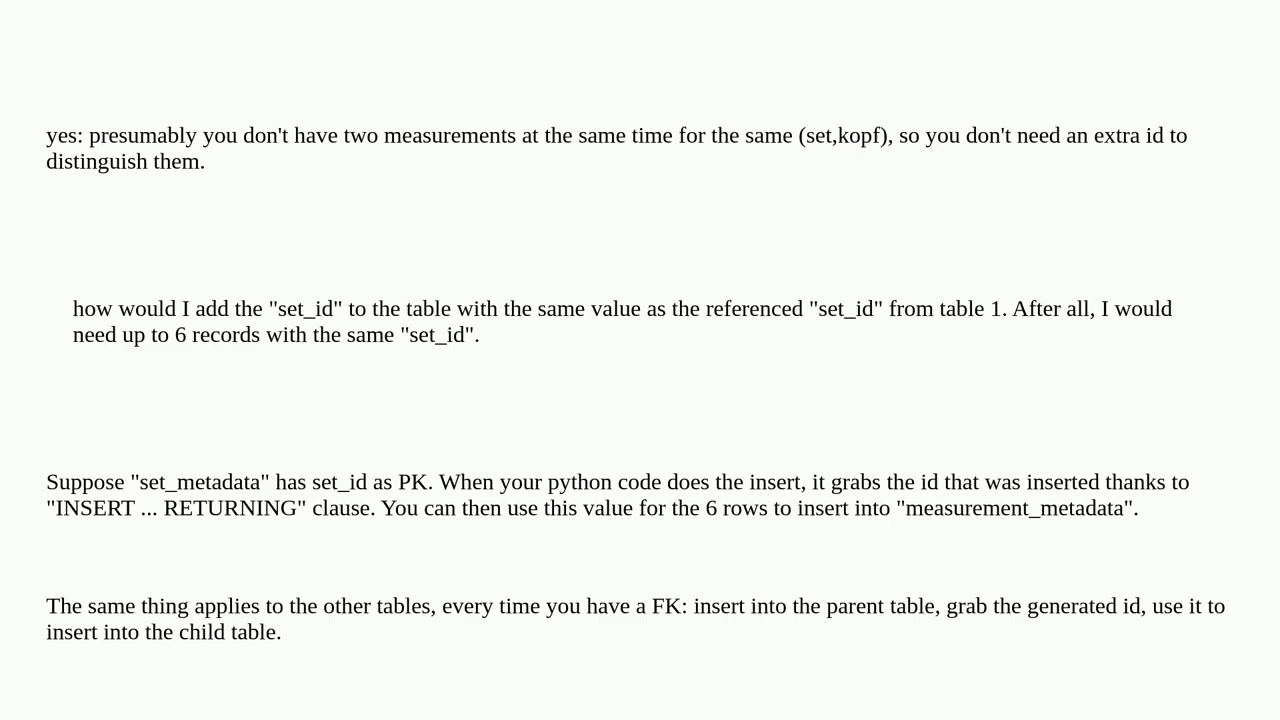 yes: presumably you don't have two measurements at the same time for the same (set,kopf), so you don't need an extra id to
distinguish them.
how would I add the "set_id" to the table with the same value as the referenced "set_id" from table 1. After all, I would
need up to 6 records with the same "set_id".
Suppose "set_metadata" has set_id as PK. When your python code does the insert, it grabs the id that was inserted thanks to
"INSERT ... RETURNING" clause. You can then use this value for the 6 rows to insert into "measurement_metadata".
The same thing applies to the other tables, every time you have a FK: insert into the parent table, grab the generated id, use it to
insert into the child table.